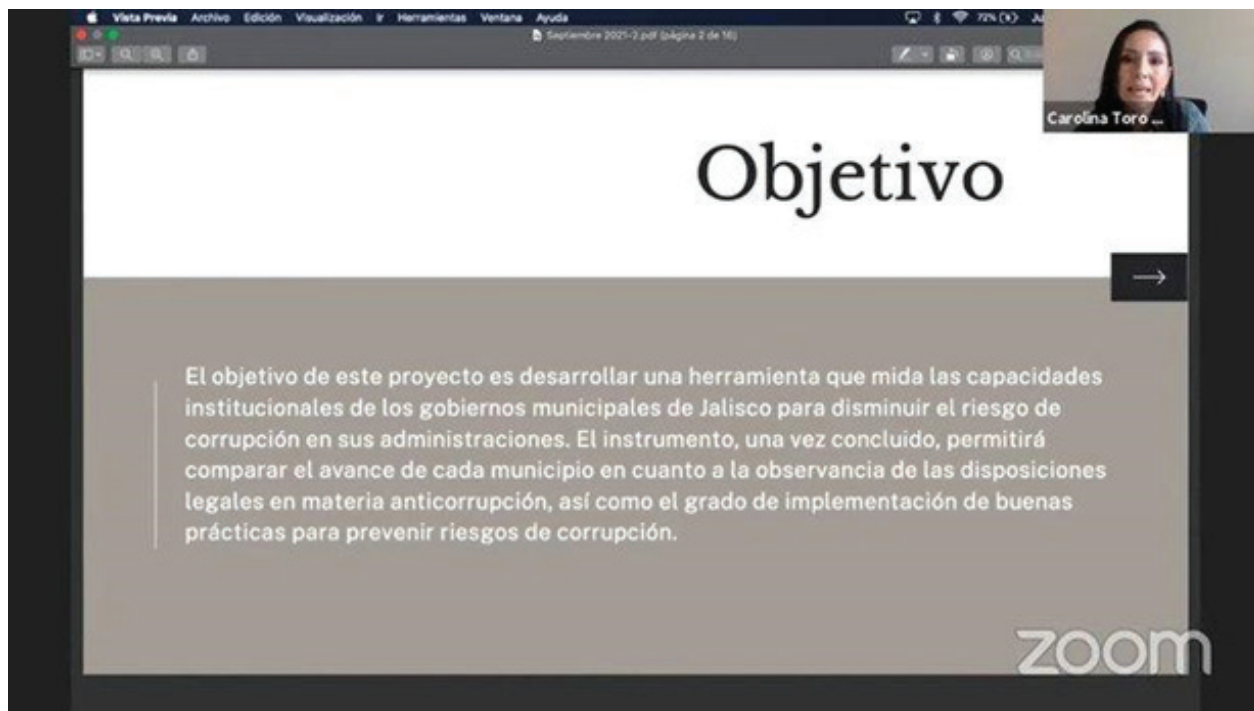 Vista Previa Archivo Edición Visualización Ir Herramientas Ventana Ayuda
72%
Septiembre 2021-2.pdf (página 2 de 16)
Carolina Toro ...
Objetivo
El objetivo de este proyecto es desarrollar una herramienta que mida las capacidades
institucionales de los gobiernos municipales de Jalisco para disminuir el riesgo de
corrupción en sus administraciones. El instrumento, una vez concluido, permitirá
comparar el avance de cada municipio en cuanto a la observancia de las disposiciones
legales en materia anticorrupción, así como el grado de implementación de buenas
prácticas para prevenir riesgos de corrupción.
zoom